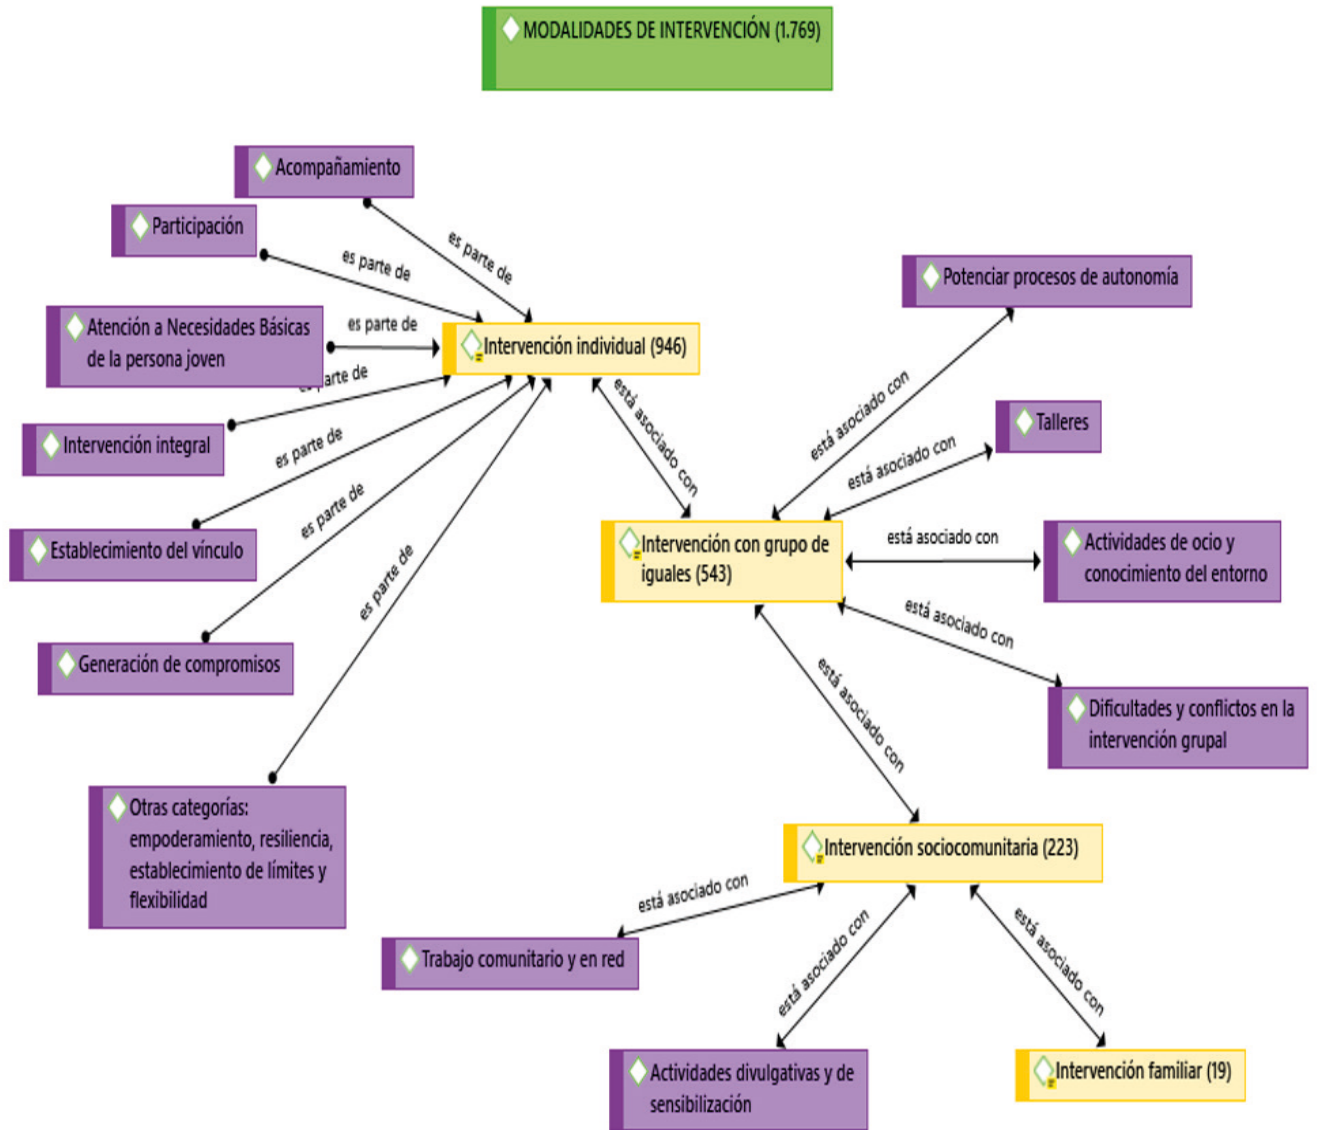 MODALIDADES DE INTERVENCIÓN (1.769)
Acompañamiento
Participación
es parte de
es parte de
Atención a Necesidades Básicas
de la persona joven
es parte de
Intervención individual (946)
es parte de
Intervención integral
es parte de
Establecimiento del vínculo
es parte de
Generación de compromisos
es parte de
Otras categorías:
empoderamiento, resiliencia,
establecimiento de límites y
flexibilidad
está asociado con
Potenciar procesos de autonomía
está asociado con
Talleres
está asociado con
Intervención con grupo de
iguales (543)
está asociado con
Actividades de ocio y
conocimiento del entorno
está asociado con
Dificultades y conflictos en la
intervención grupal
está asociado con
Intervención sociocomunitaria (223)
está asociado con
Trabajo comunitario y en red
está asociado con
Actividades divulgativas y de
sensibilización
está asociado con
Intervención familiar (19)